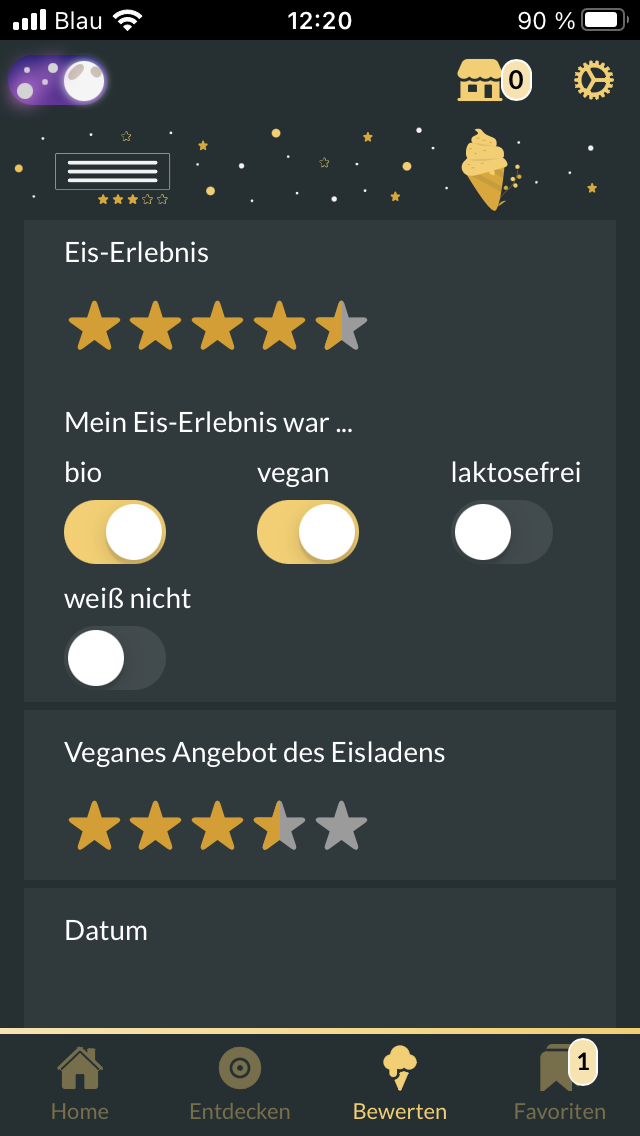 Blau 12:20 90 %
0
Eis-Erlebnis
Mein Eis-Erlebnis war ...
bio vegan laktosefrei
weiß nicht
Veganes Angebot des Eisladens
Datum
1
Home Entdecken Bewerten Favoriten